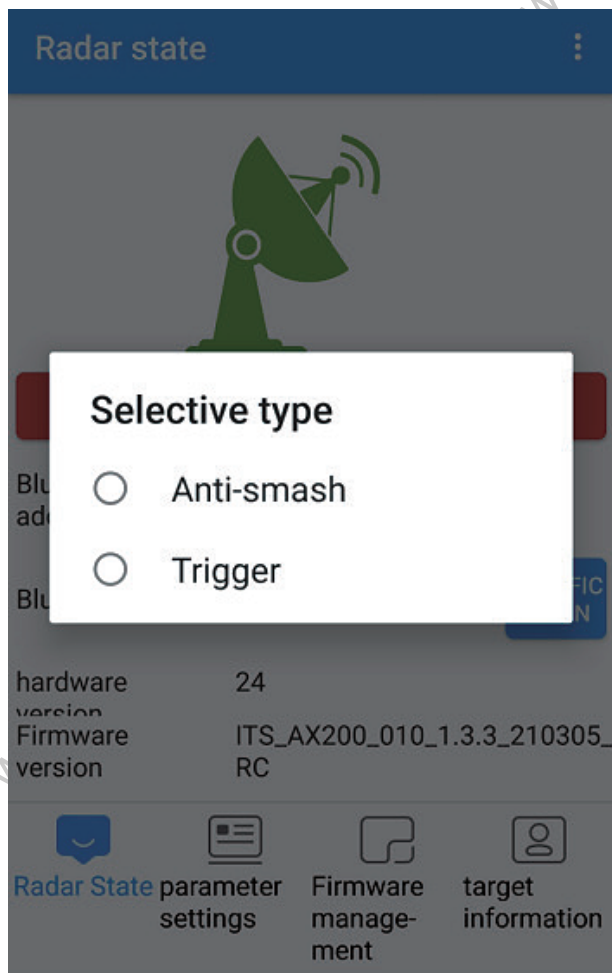 Radar state
Selective type
Anti-smash
Trigger
hardware version 24
Firmware version ITS_AX200_010_1.3.3_210305_
RC
Radar State
parameter
settings
Firmware
manage-
ment
target
information